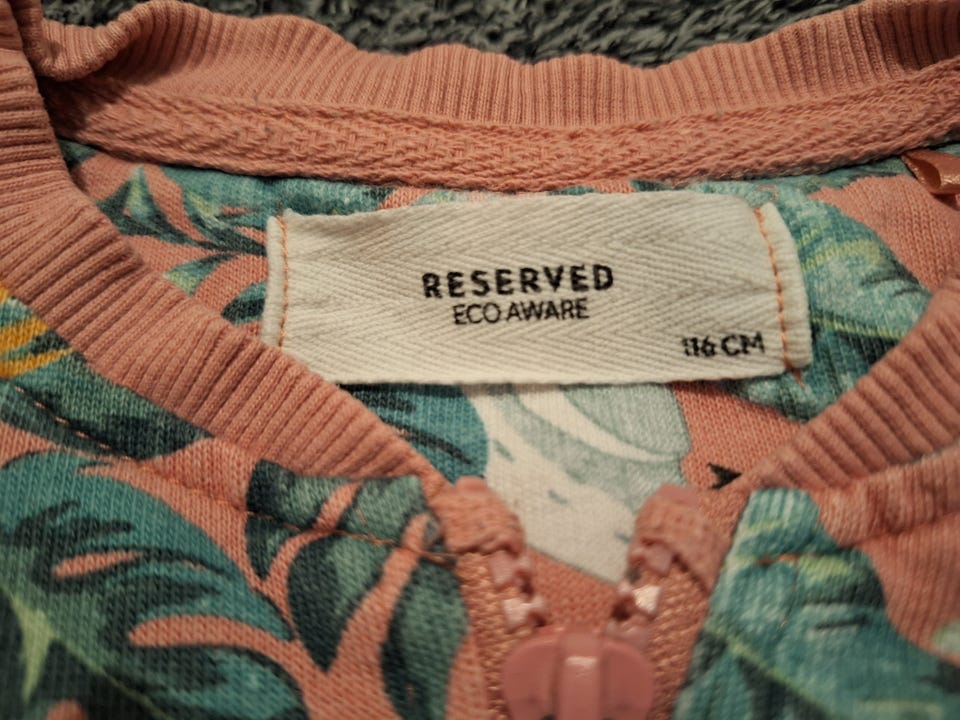 RESERVED
ECO AWARE
116 CM